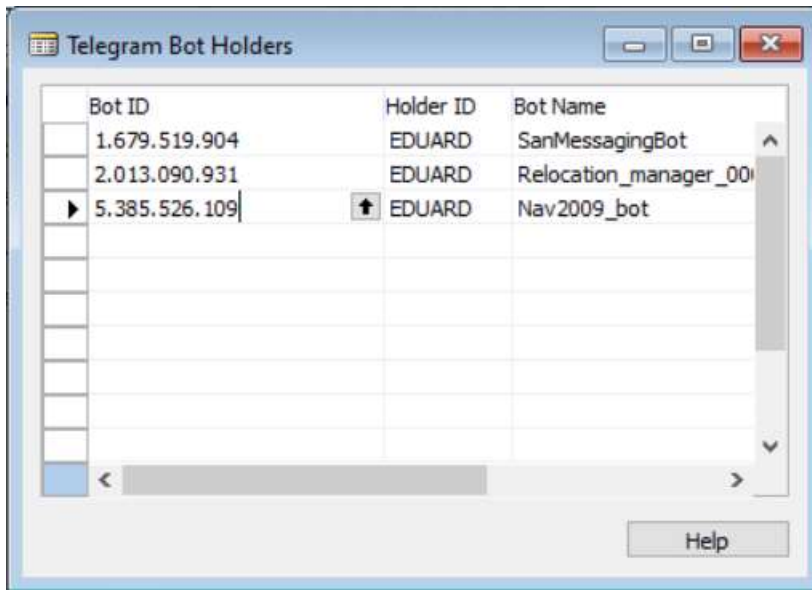 Telegram Bot Holders
Bot ID Holder ID Bot Name
1.679.519.904 EDUARD SanMessagingBot
2.013.090.931 EDUARD
5.385.526.109 EDUARD Nav2009_bot
Help